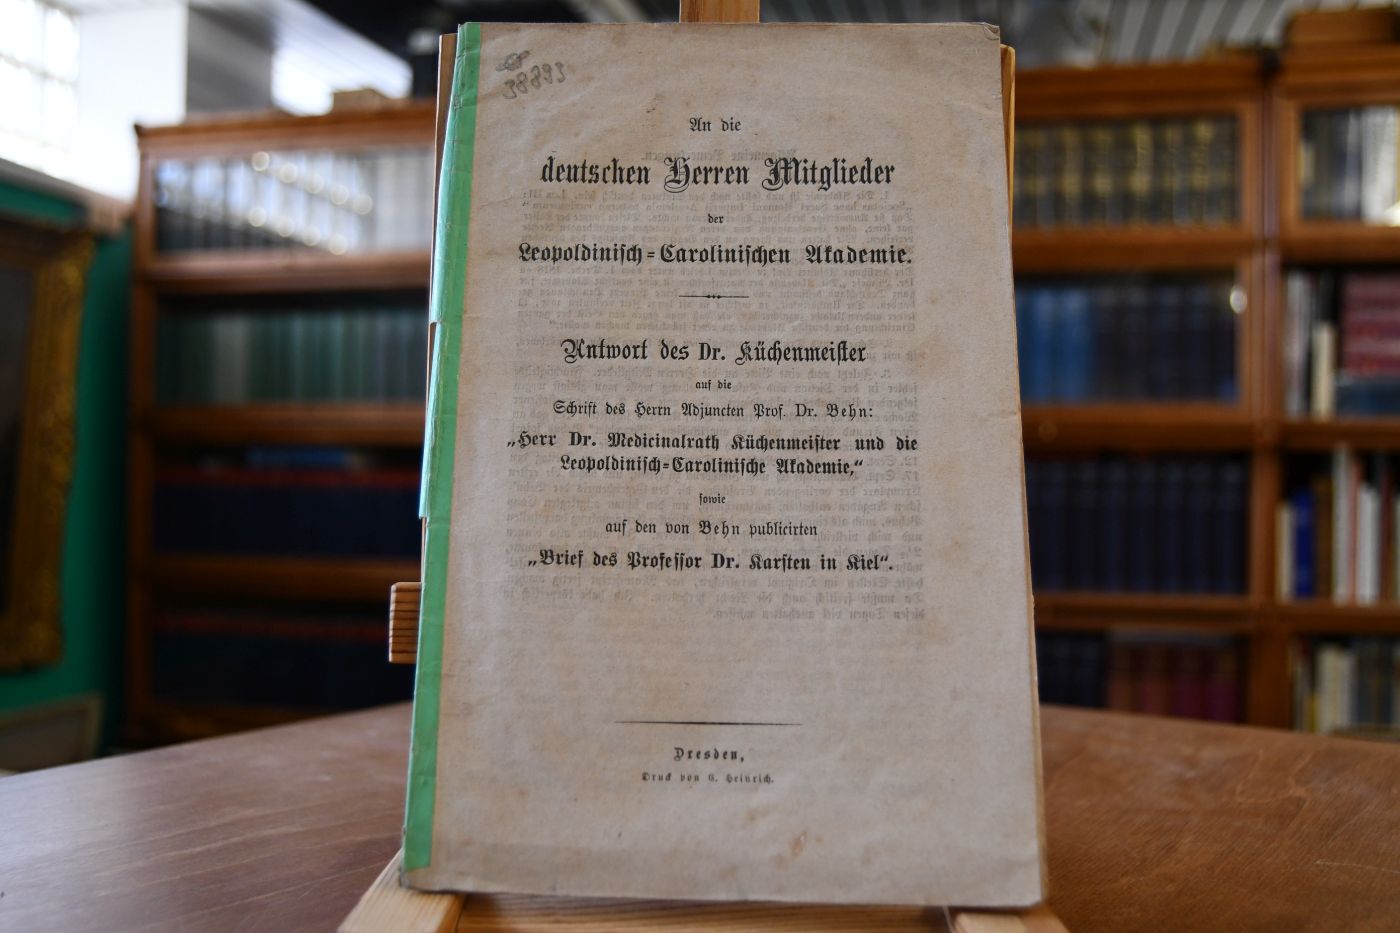 An die
deutschen Herren Mitglieder
der
Leopoldinisch-Carolinischen Akademie.
Antwort des Dr. Küchenmeister
auf die
Schrift des Herrn Adjuncten Prof. Dr. Behn:
„Herr Dr. Medicinalrath Küchenmeister und die
Leopoldinisch-Carolinische Akademie,“
sowie
auf den von Behn publicirten
„Brief des Professor Dr. Karsten in Kiel“.
Dresden,
Druck von C. Heinrich.